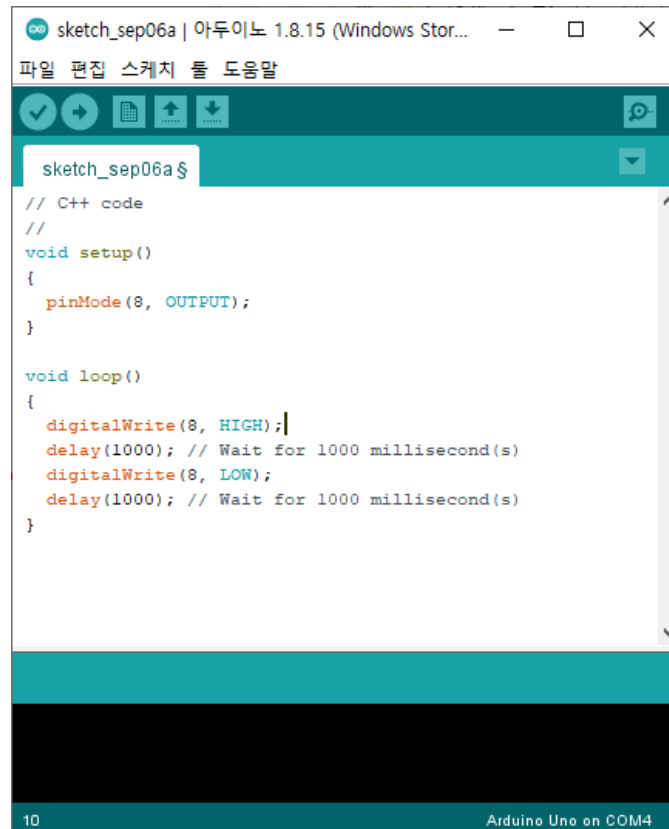 sketch_sep06a | 아두이노 1.8.15 (Windows Stor...
파일 편집 스케치 툴 도움말
sketch_sep06a §
// C++ code
//
void setup()
{
  pinMode(8, OUTPUT);
}

void loop()
{
  digitalWrite(8, HIGH);
  delay(1000); // Wait for 1000 millisecond(s)
  digitalWrite(8, LOW);
  delay(1000); // Wait for 1000 millisecond(s)
}
10 Arduino Uno on COM4